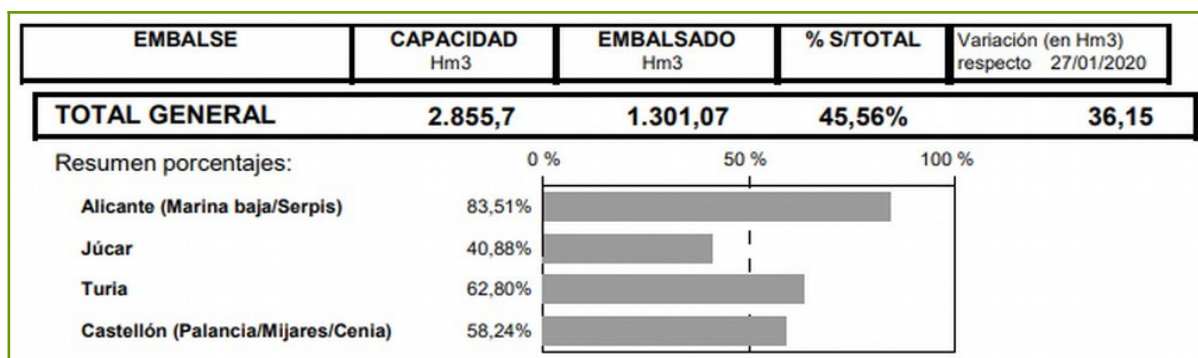 EMBALSE CAPACIDAD EMBALSADO % S/TOTAL Variación (en Hm3)
Hm3 Hm3 respecto 27/01/2020
TOTAL GENERAL 2.855,7 1.301,07 45,56% 36,15
Resumen porcentajes: 0 % 50 % 100 %
Alicante (Marina baja/Serpis) 83,51%
Júcar 40,88%
Turia 62,80%
Castellón (Palancia/Mijares/Cenia) 58,24%